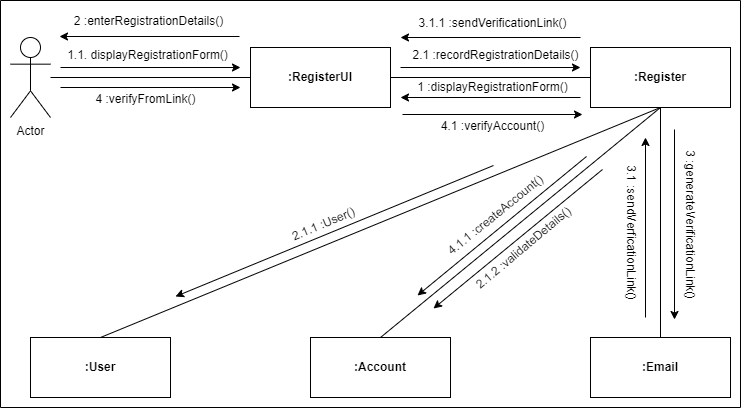 2 :enterRegistrationDetails()
3.1.1 :sendVerificationLink()
1.1. displayRegistrationForm()
2.1 :recordRegistrationDetails()
:RegisterUI
:Register
1 :displayRegistrationForm()
4 :verifyFromLink()
4.1 :verifyAccount()
Actor
2.1.1 :User()
4.1.1 :createAccount()
2.1.2 :validateDetails()
3.1 :sendVerficationLink()
3 :generateVerificationLink()
:User
:Account
:Email